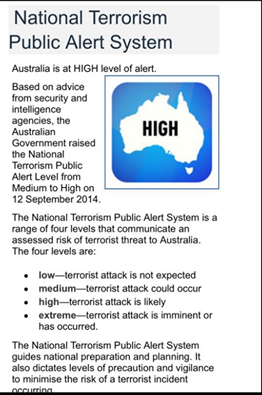 National Terrorism
Public Alert System
Australia is at HIGH level of alert.
Based on advice
from security and
intelligence
agencies, the
Australian
Government raised
the National
Terrorism Public
Alert Level from
Medium to High on
12 September 2014.
HIGH
The National Terrorism Public Alert System is a
range of four levels that communicate an
assessed risk of terrorist threat to Australia.
The four levels are:
• low—terrorist attack is not expected
• medium—terrorist attack could occur
• high—terrorist attack is likely
• extreme—terrorist attack is imminent or
has occurred.
The National Terrorism Public Alert System
guides national preparation and planning. It
also dictates levels of precaution and vigilance
to minimise the risk of a terrorist incident
occurring.